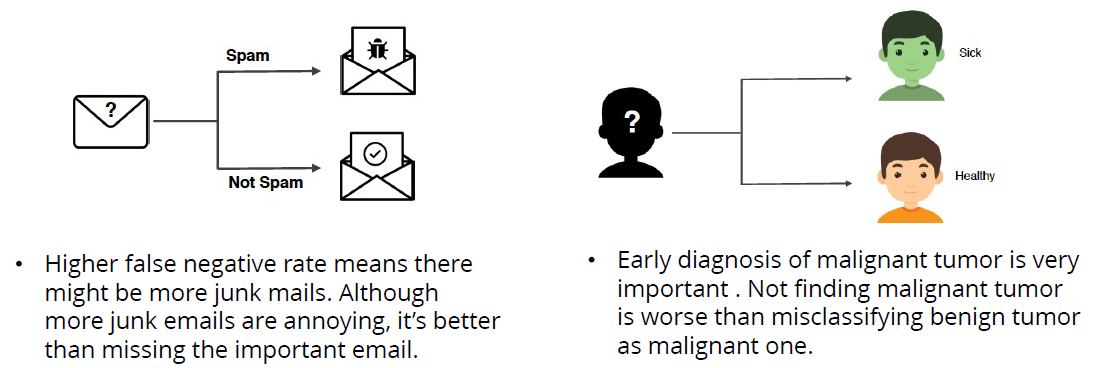 Spam
?
Not Spam
• Higher false negative rate means there
might be more junk mails. Although
more junk emails are annoying, it’s better
than missing the important email.
Sick
?
Healthy
• Early diagnosis of malignant tumor is very
important . Not finding malignant tumor
is worse than misclassifying benign tumor
as malignant one.